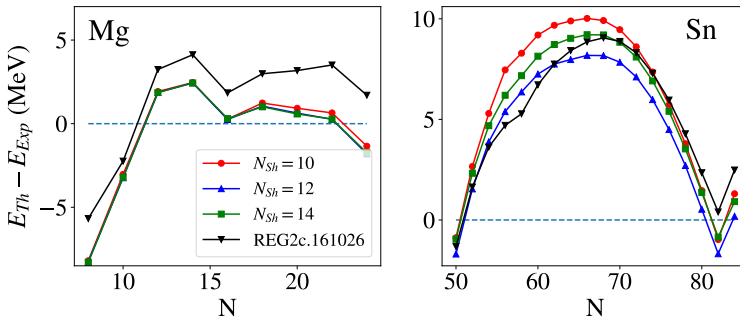 Mg
E_Th − E_Exp (MeV)
5
0
−5
10
15
20
N
N_Sh = 10
N_Sh = 12
N_Sh = 14
REG2c.161026
Sn
10
5
0
50
60
70
80
N